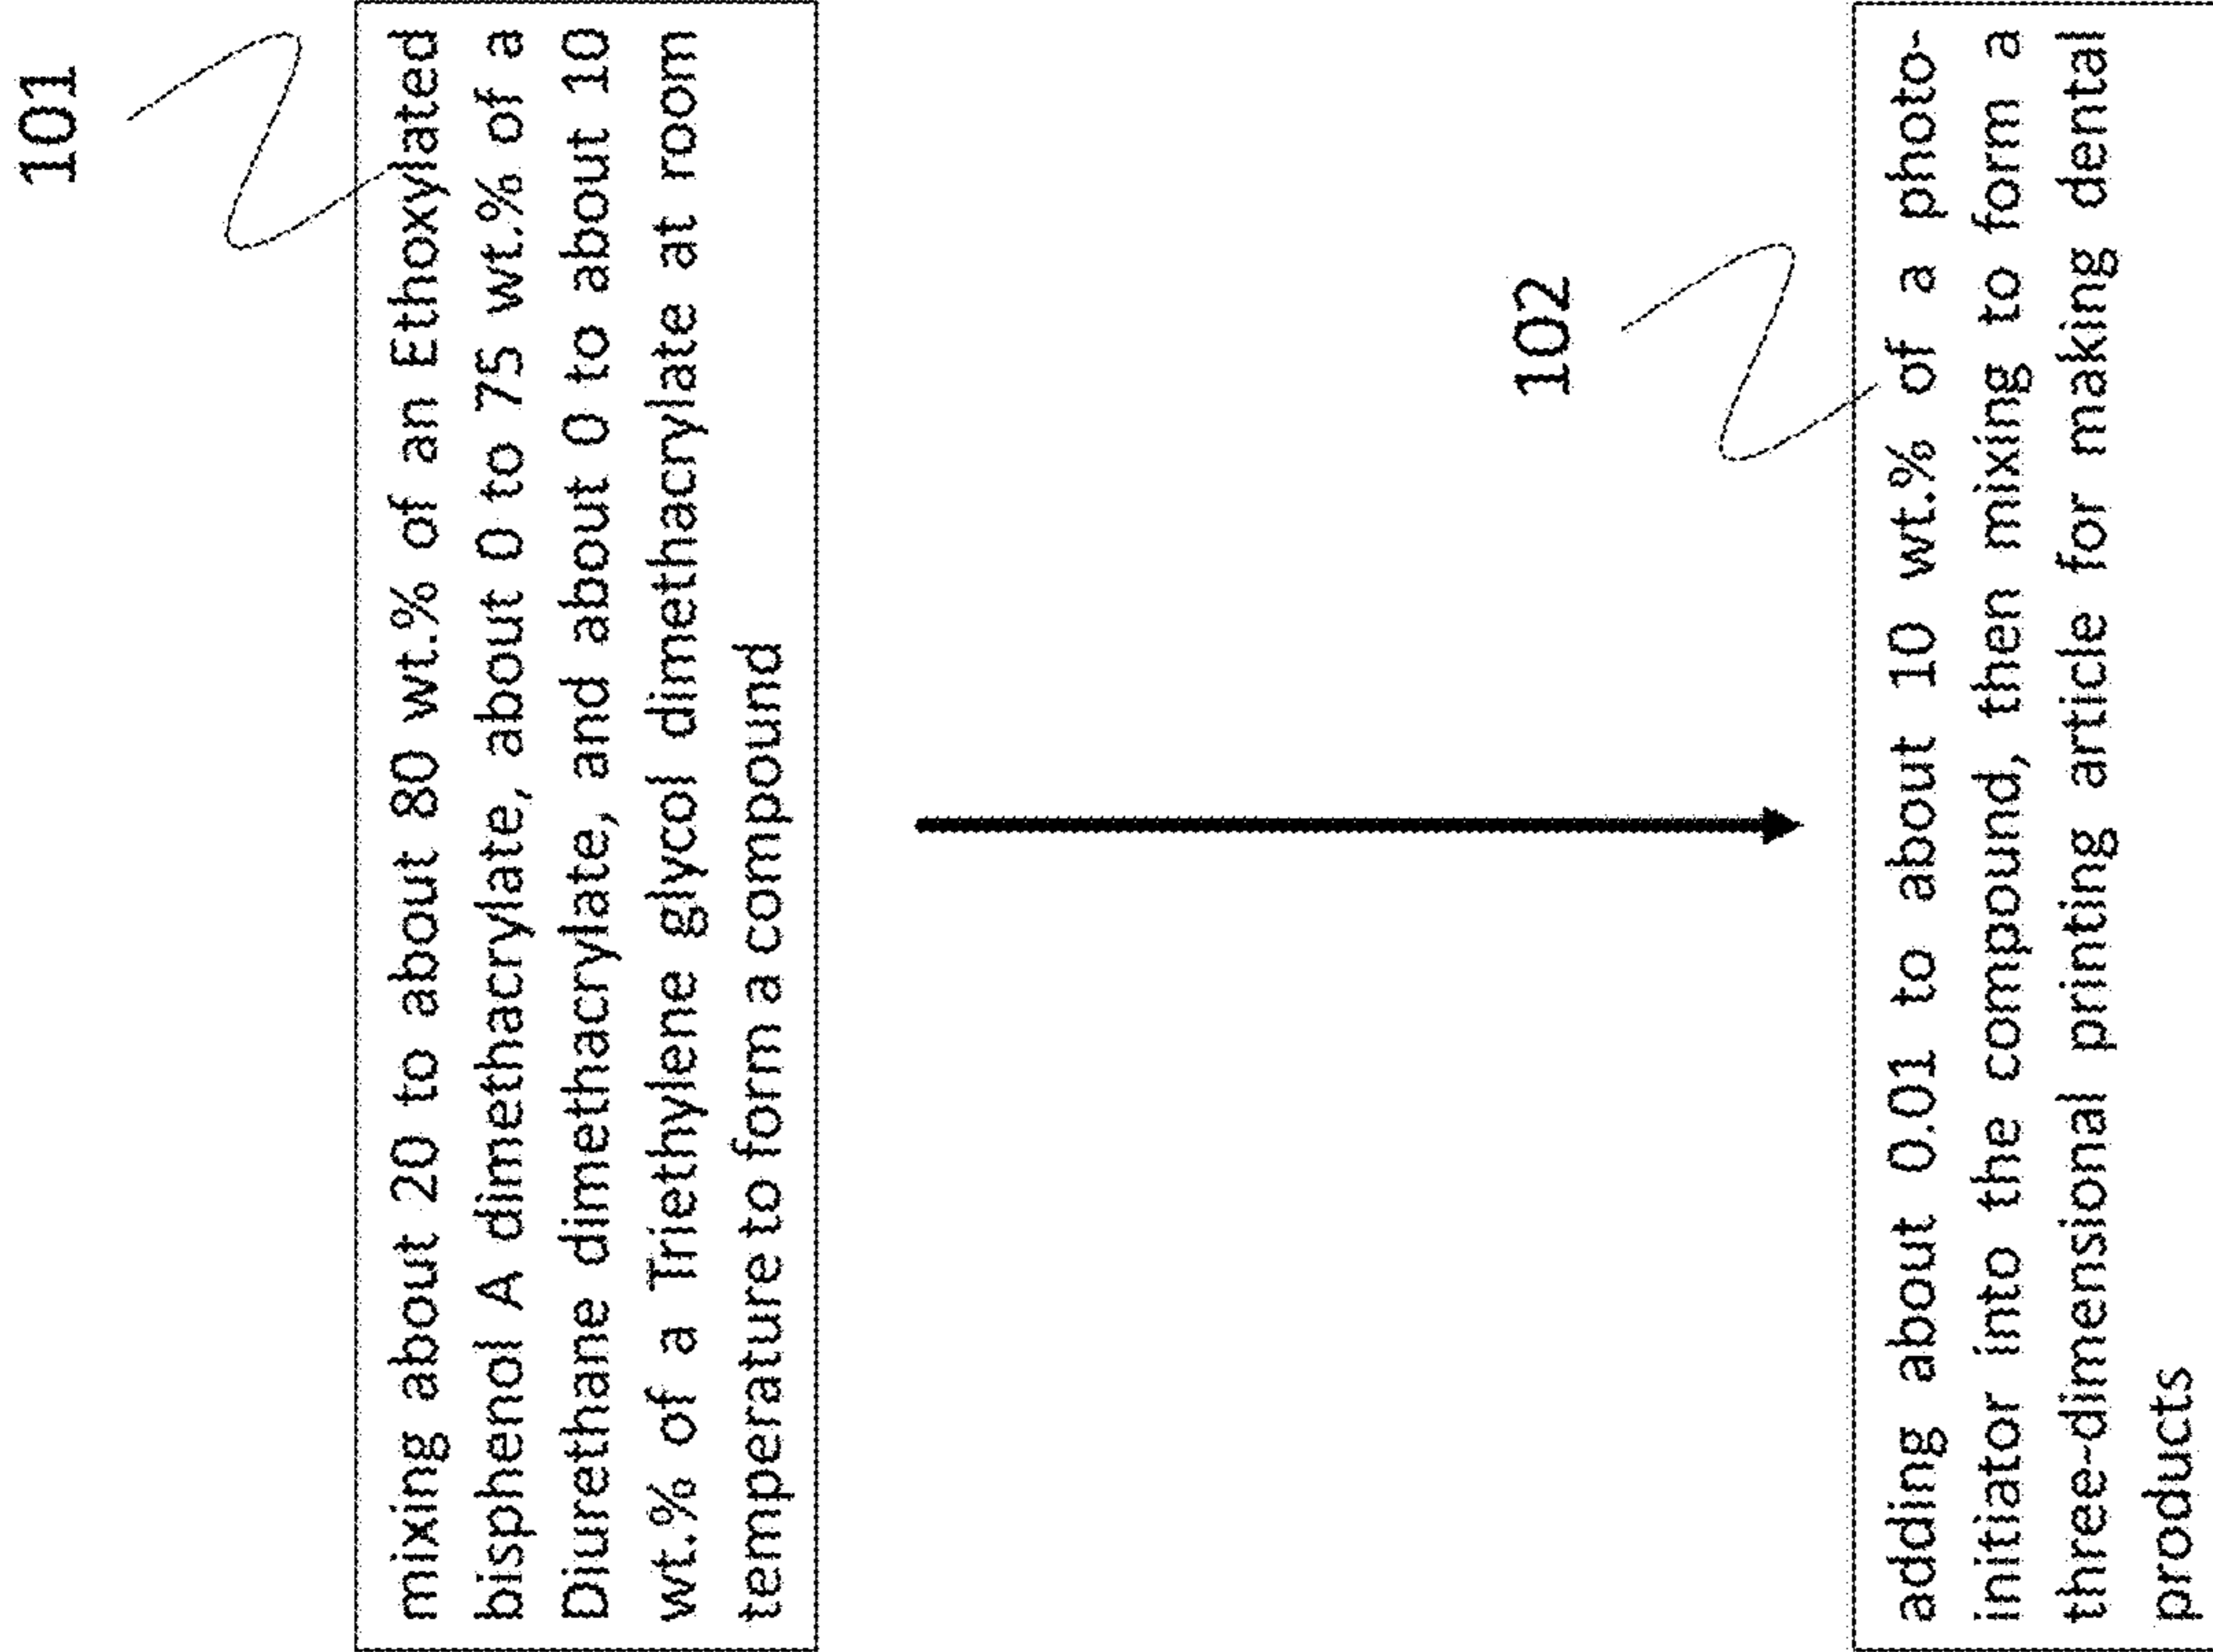 101
mixing about 20 to about 80 wt.% of an Ethoxylated
bisphenol A dimethacrylate, about 0 to 75 wt.% of a
Diurethane dimethacrylate, and about 0 to about 10
wt.% of a Triethylene glycol dimethacrylate at room
temperature to form a compound
102
adding about 0.01 to about 10 wt.% of a photo-
initiator into the compound, then mixing to form a
three-dimensional printing article for making dental
products